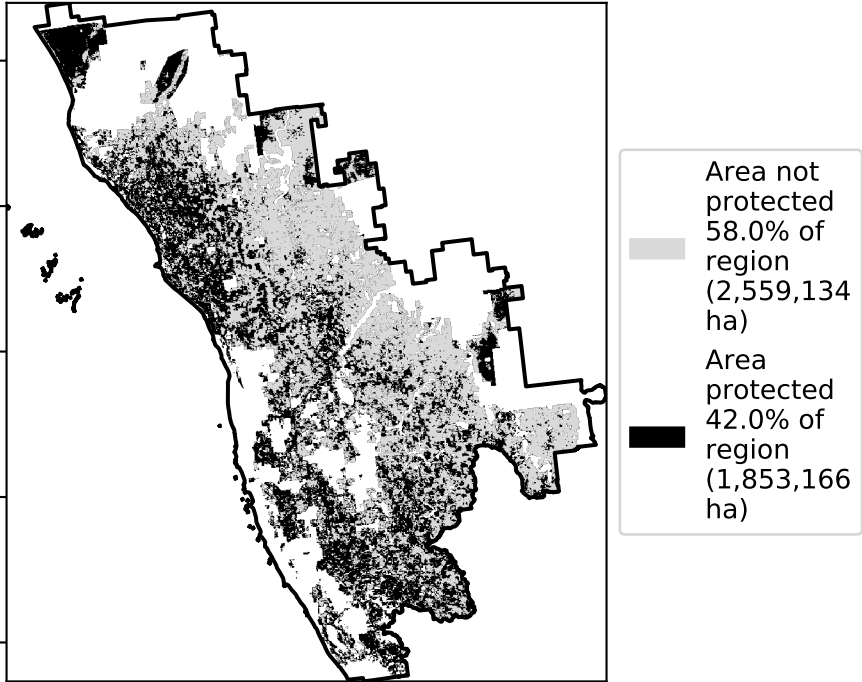 Area not
protected
58.0% of
region
(2,559,134
ha)
Area
protected
42.0% of
region
(1,853,166
ha)